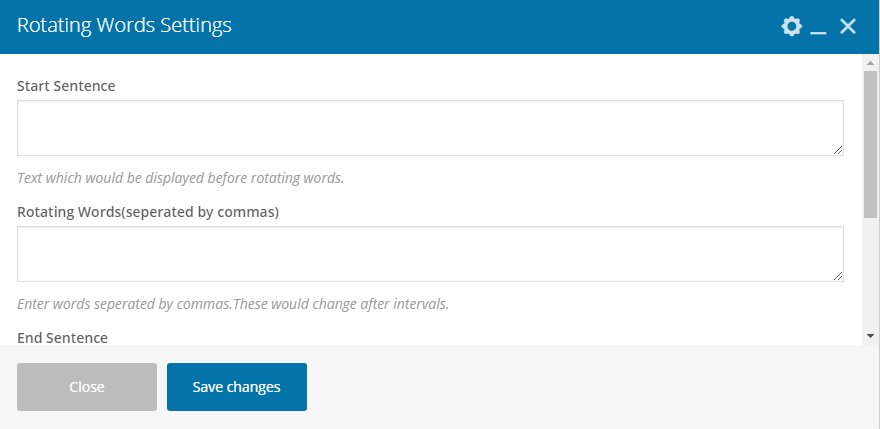 Rotating Words Settings
Start Sentence
Text which would be displayed before rotating words.
Rotating Words(seperated by commas)
Enter words seperated by commas.These would change after intervals.
End Sentence
Close Save changes